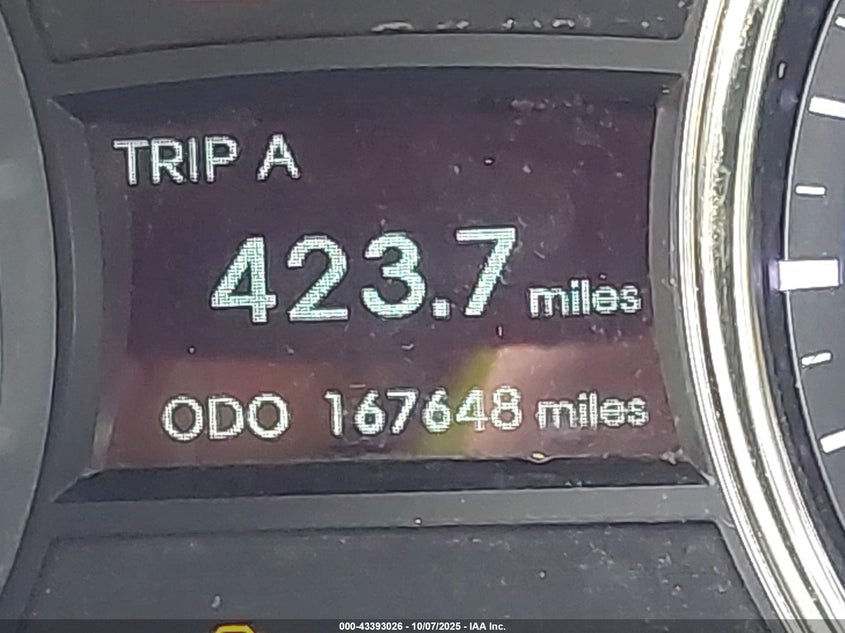 TRIP A
423.7 miles
ODO 167648 miles
000-43393026 - 10/07/2025 - IAA Inc.